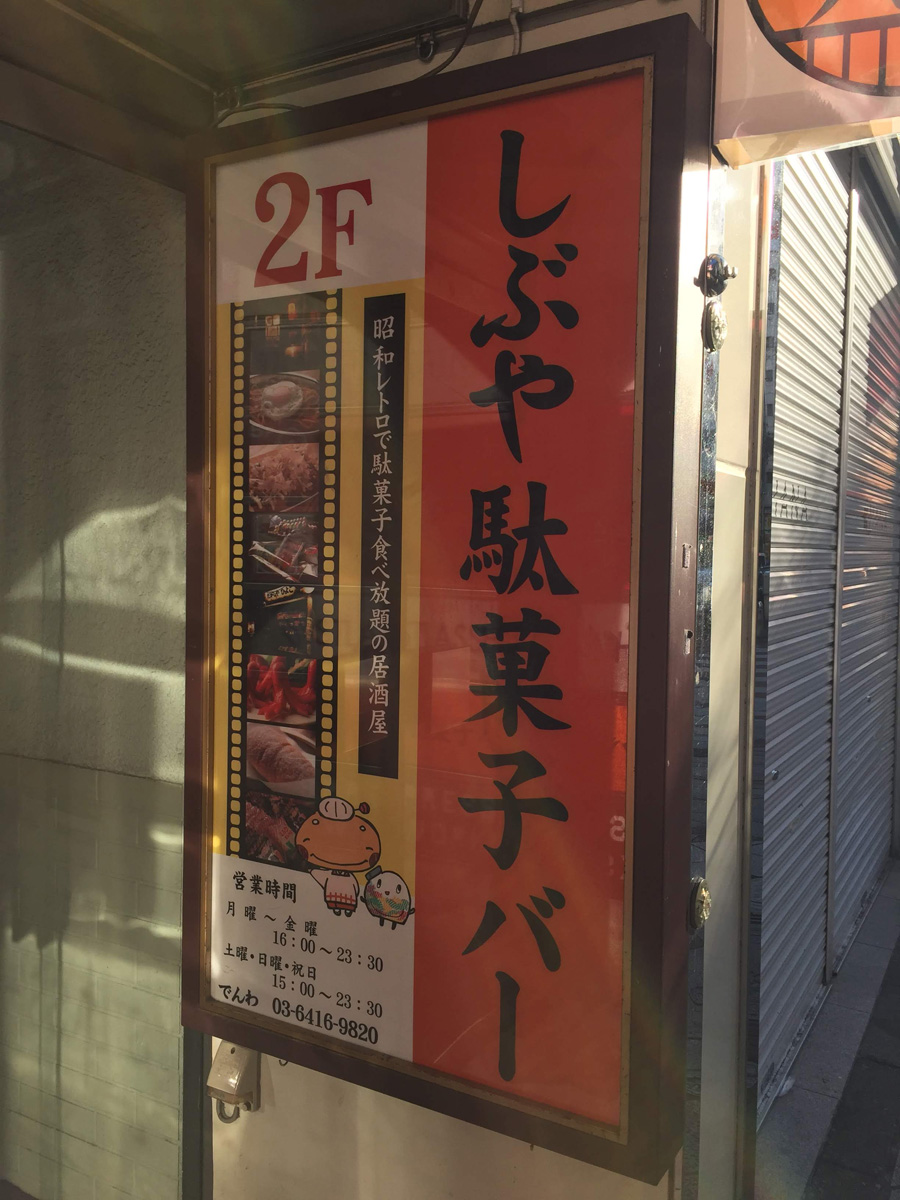 しぶや駄菓子バー
2F
昭和レトロで駄菓子食べ放題の居酒屋
営業時間
月曜～金曜
16：00～23：30
土曜・日曜・祝日
15：00～23：30
でんわ 03-6416-9820